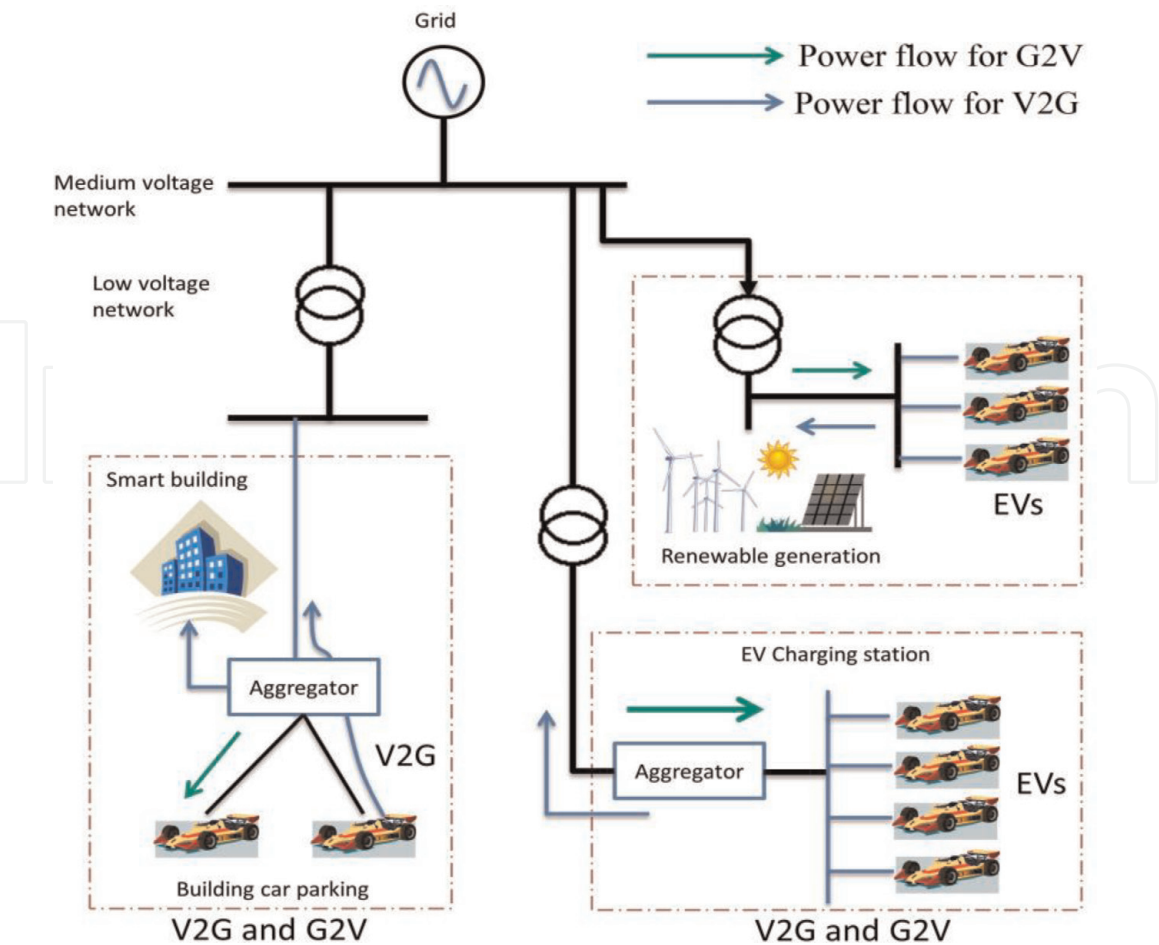 Grid
Power flow for G2V
Power flow for V2G
Medium voltage
network
Low voltage
network
Smart building
Aggregator
V2G
Building car parking
V2G and G2V
EVs
Renewable generation
EV Charging station
Aggregator
EVs
V2G and G2V